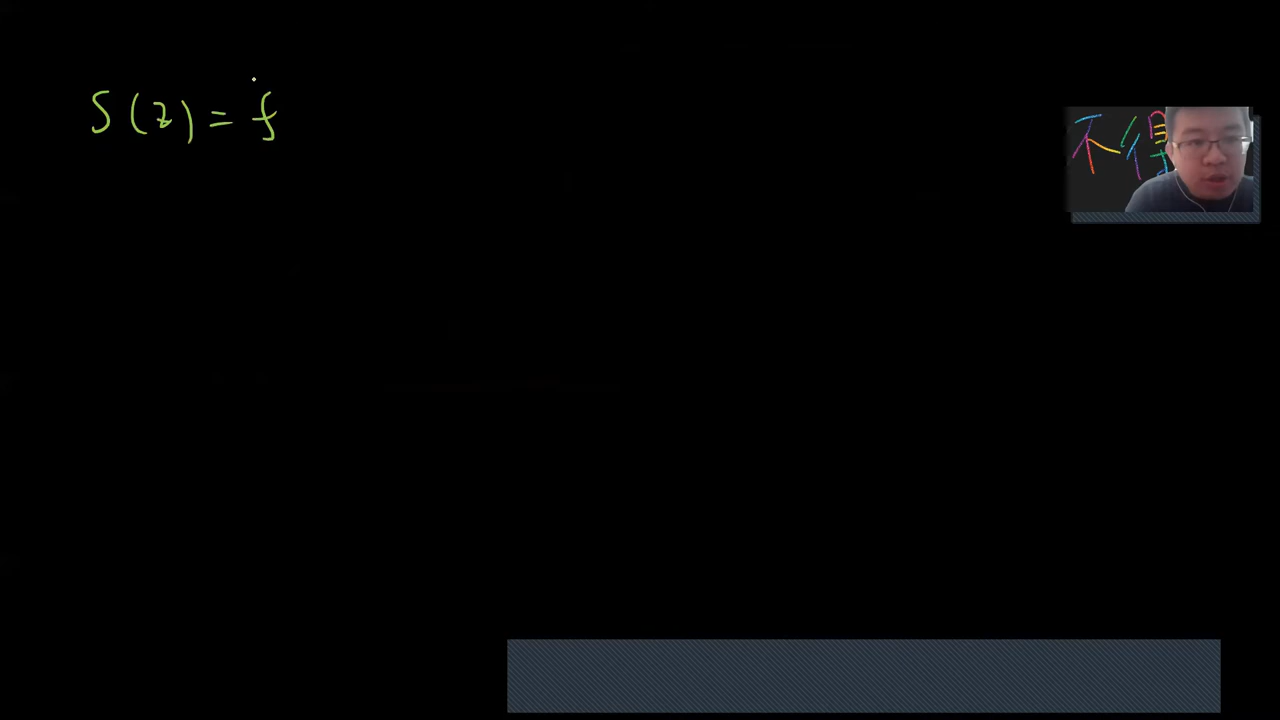 S(z) = f
不得